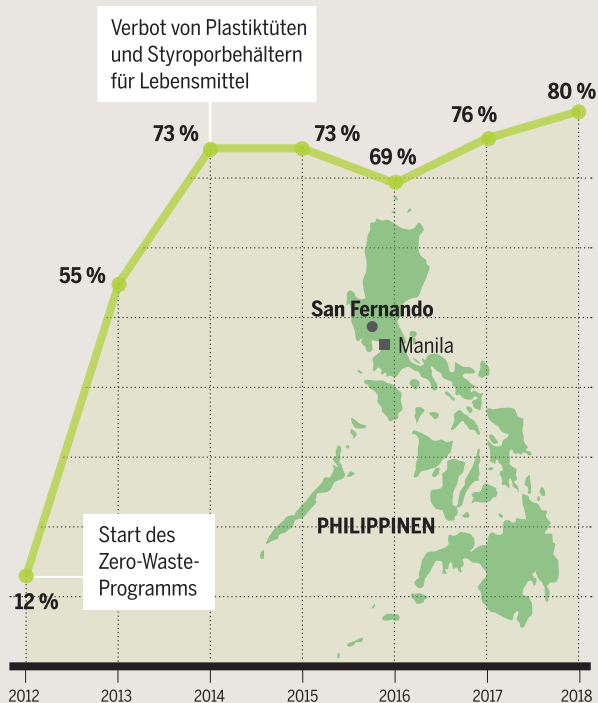 Verbot von Plastiktüten
und Styroporbehältern
für Lebensmittel
80 %
76 %
73 %
73 %
69 %
55 %
San Fernando
Manila
PHILIPPINEN
Start des
Zero-Waste-
Programms
12 %
2012 2013 2014 2015 2016 2017 2018